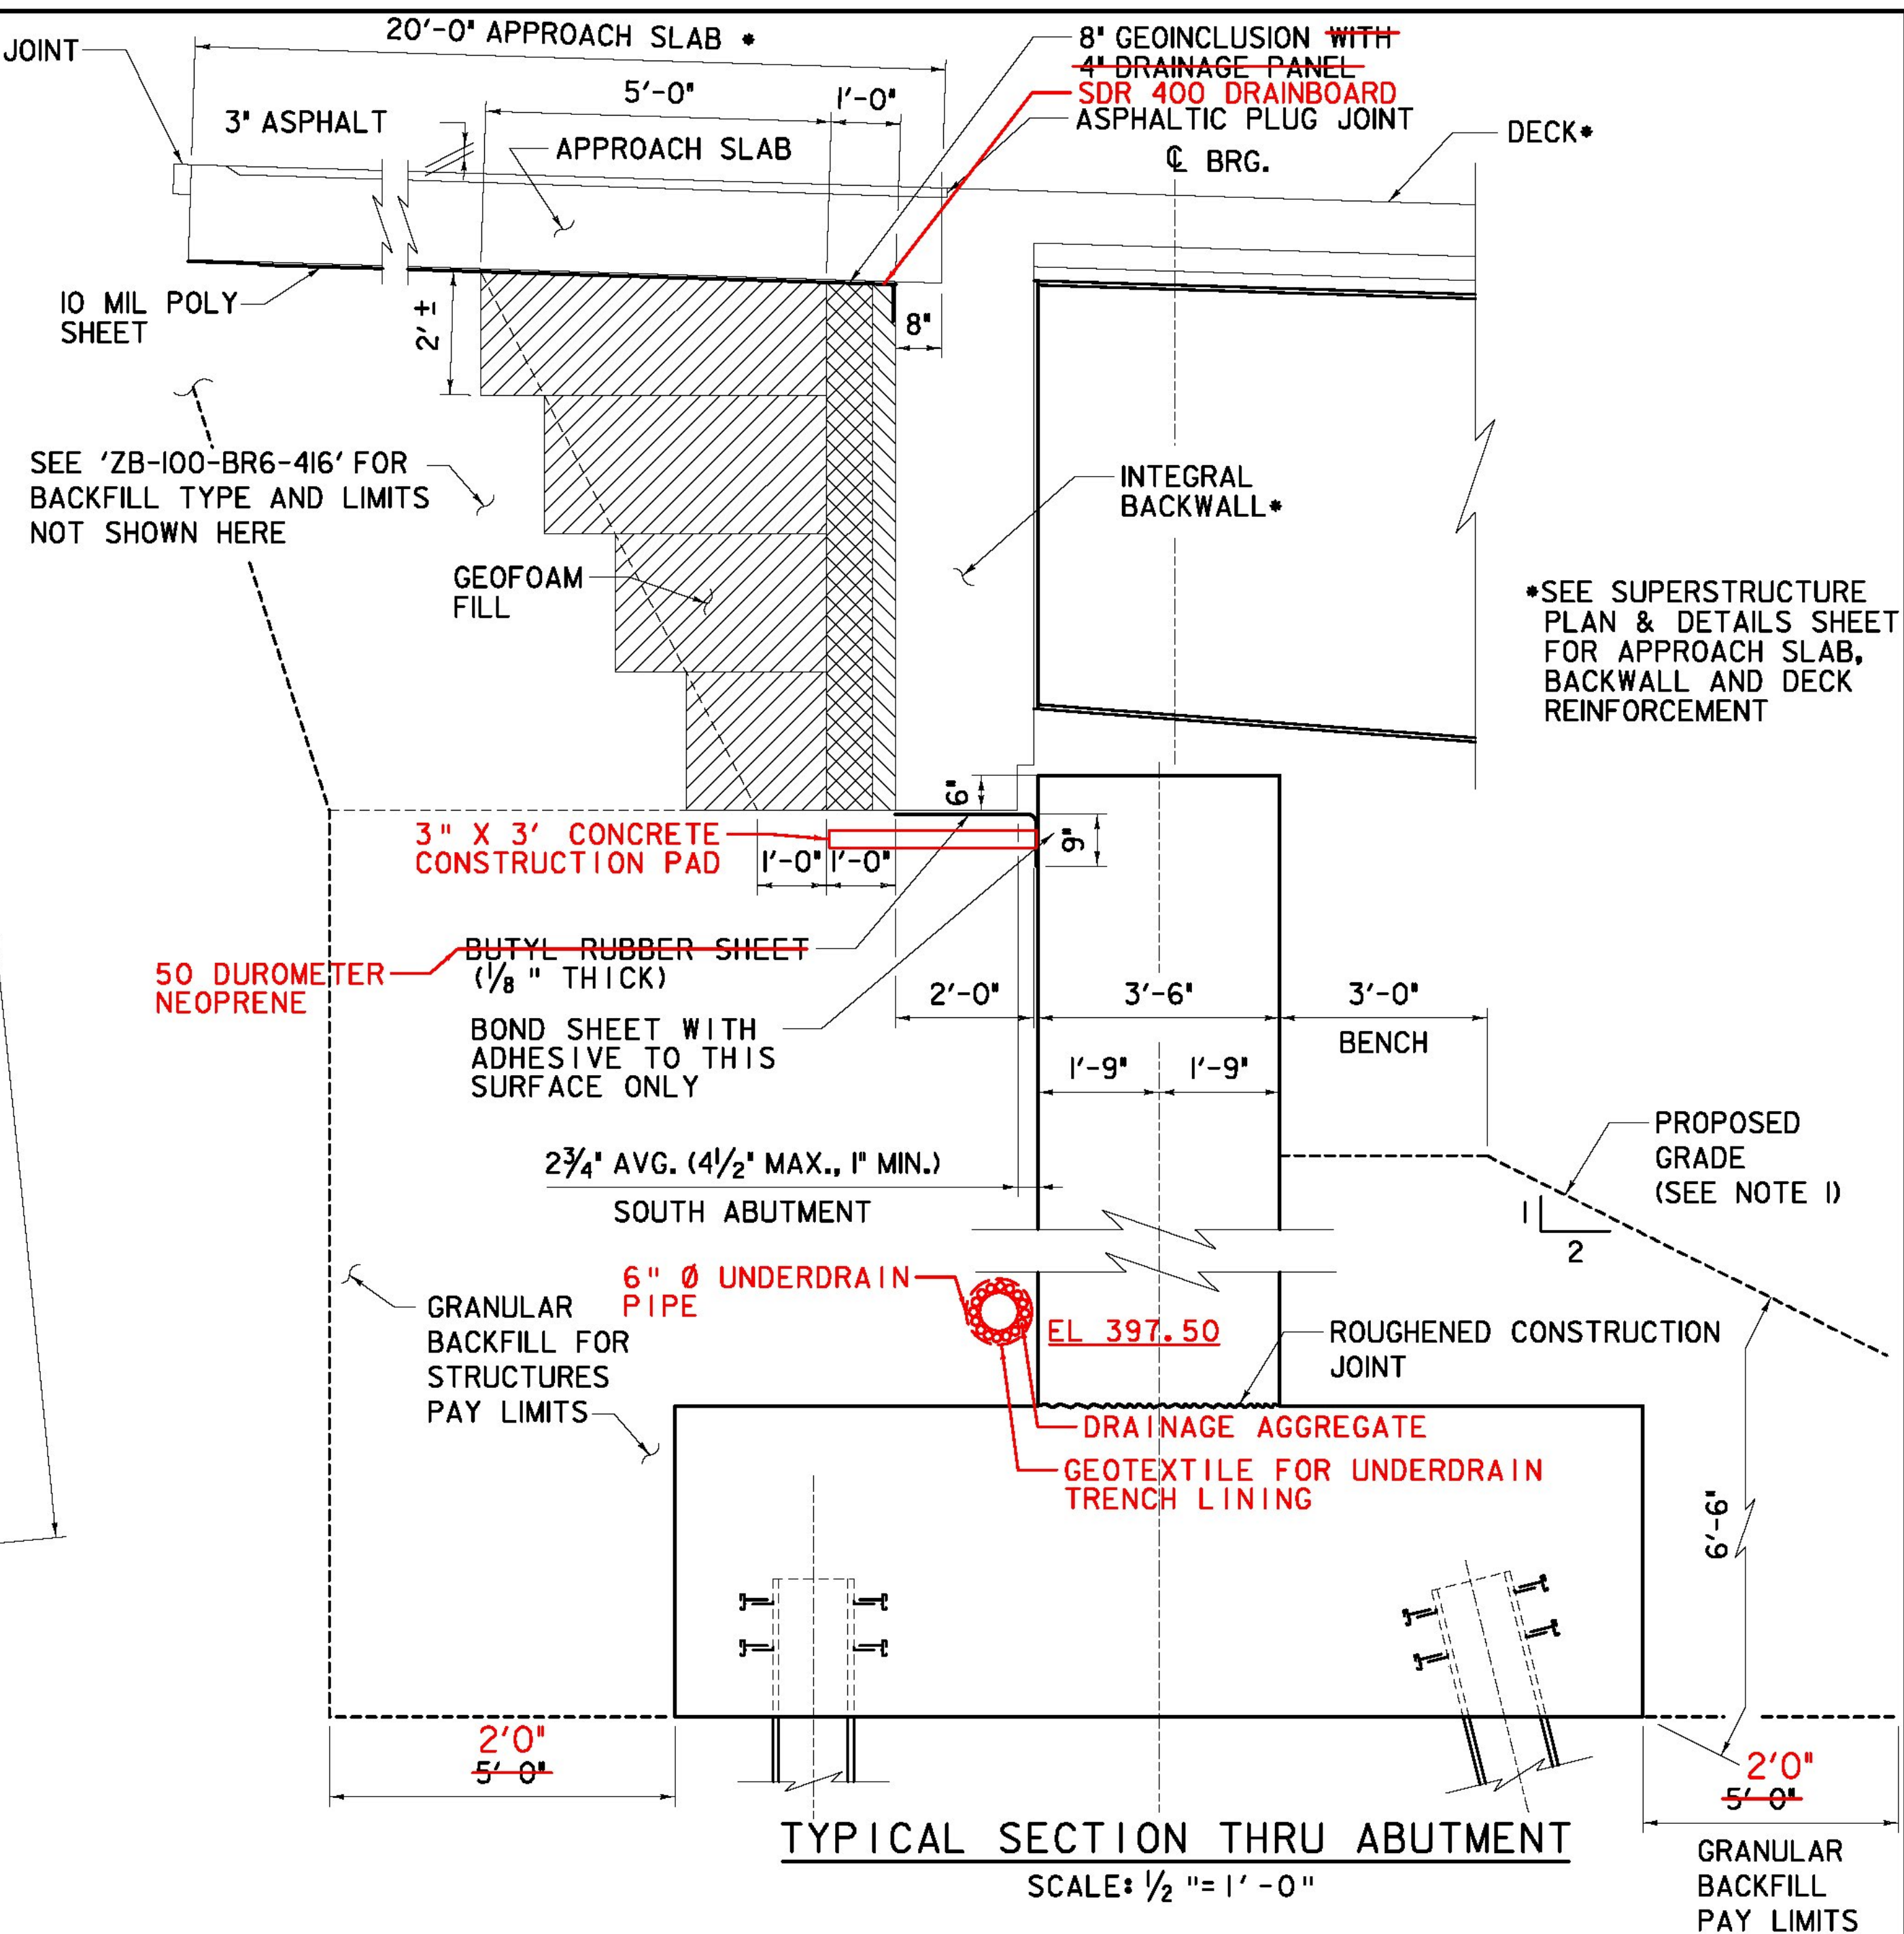 JOINT
20'-0" APPROACH SLAB *
8" GEOINCLUSION WITH
4" DRAINAGE PANEL
SDR 400 DRAINBOARD
ASPHALTIC PLUG JOINT
5'-0"
1'-0"
3" ASPHALT
APPROACH SLAB
℄ BRG.
DECK*
10 MIL POLY
SHEET
2' ±
8"
SEE 'ZB-100-BR6-416' FOR
BACKFILL TYPE AND LIMITS
NOT SHOWN HERE
INTEGRAL
BACKWALL*
GEOFOAM
FILL
*SEE SUPERSTRUCTURE
PLAN & DETAILS SHEET
FOR APPROACH SLAB,
BACKWALL AND DECK
REINFORCEMENT
6"
9"
3" X 3' CONCRETE
CONSTRUCTION PAD
1'-0"
1'-0"
BUTYL RUBBER SHEET
(1/8 " THICK)
50 DUROMETER
NEOPRENE
2'-0"
3'-6"
3'-0"
BENCH
BOND SHEET WITH
ADHESIVE TO THIS
SURFACE ONLY
1'-9"
1'-9"
2 3/4" AVG. (4 1/2" MAX., 1" MIN.)
SOUTH ABUTMENT
PROPOSED
GRADE
(SEE NOTE 1)
1
2
6" Ø UNDERDRAIN
PIPE
GRANULAR
BACKFILL FOR
STRUCTURES
PAY LIMITS
EL 397.50
ROUGHENED CONSTRUCTION
JOINT
DRAINAGE AGGREGATE
GEOTEXTILE FOR UNDERDRAIN
TRENCH LINING
6'-6"
2'0"
5'-0"
2'0"
5'-0"
TYPICAL SECTION THRU ABUTMENT
SCALE: 1/2 "= 1'-0"
GRANULAR
BACKFILL
PAY LIMITS